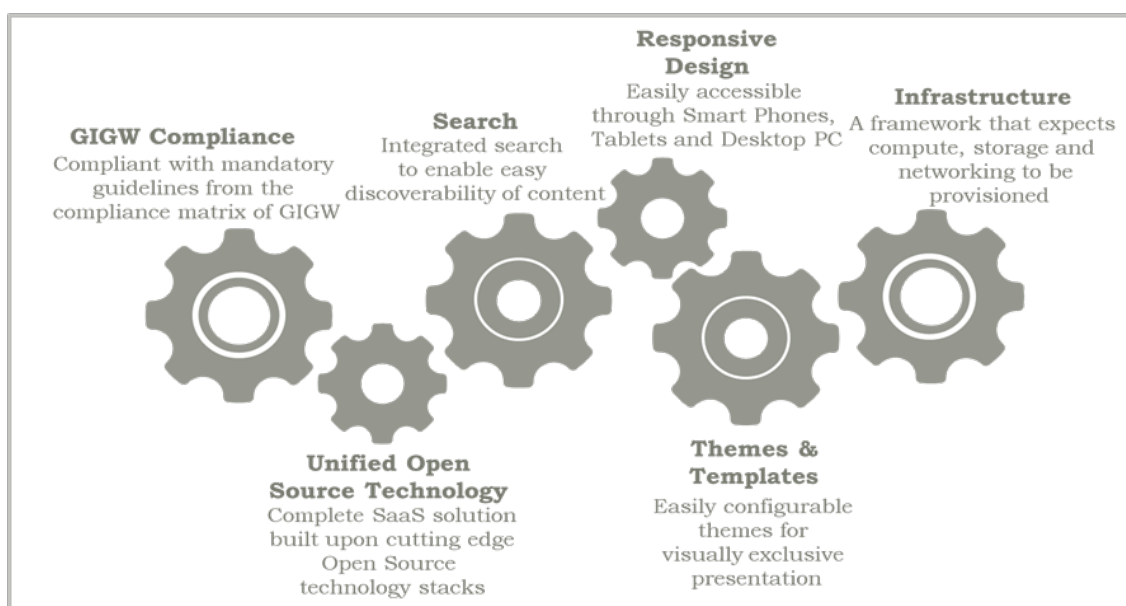 GIGW Compliance
Compliant with mandatory
guidelines from the
compliance matrix of GIGW
Unified Open
Source Technology
Complete SaaS solution
built upon cutting edge
Open Source
technology stacks
Search
Integrated search
to enable easy
discoverability of content
Responsive
Design
Easily accessible
through Smart Phones,
Tablets and Desktop PC
Themes &
Templates
Easily configurable
themes for
visually exclusive
presentation
Infrastructure
A framework that expects
compute, storage and
networking to be
provisioned